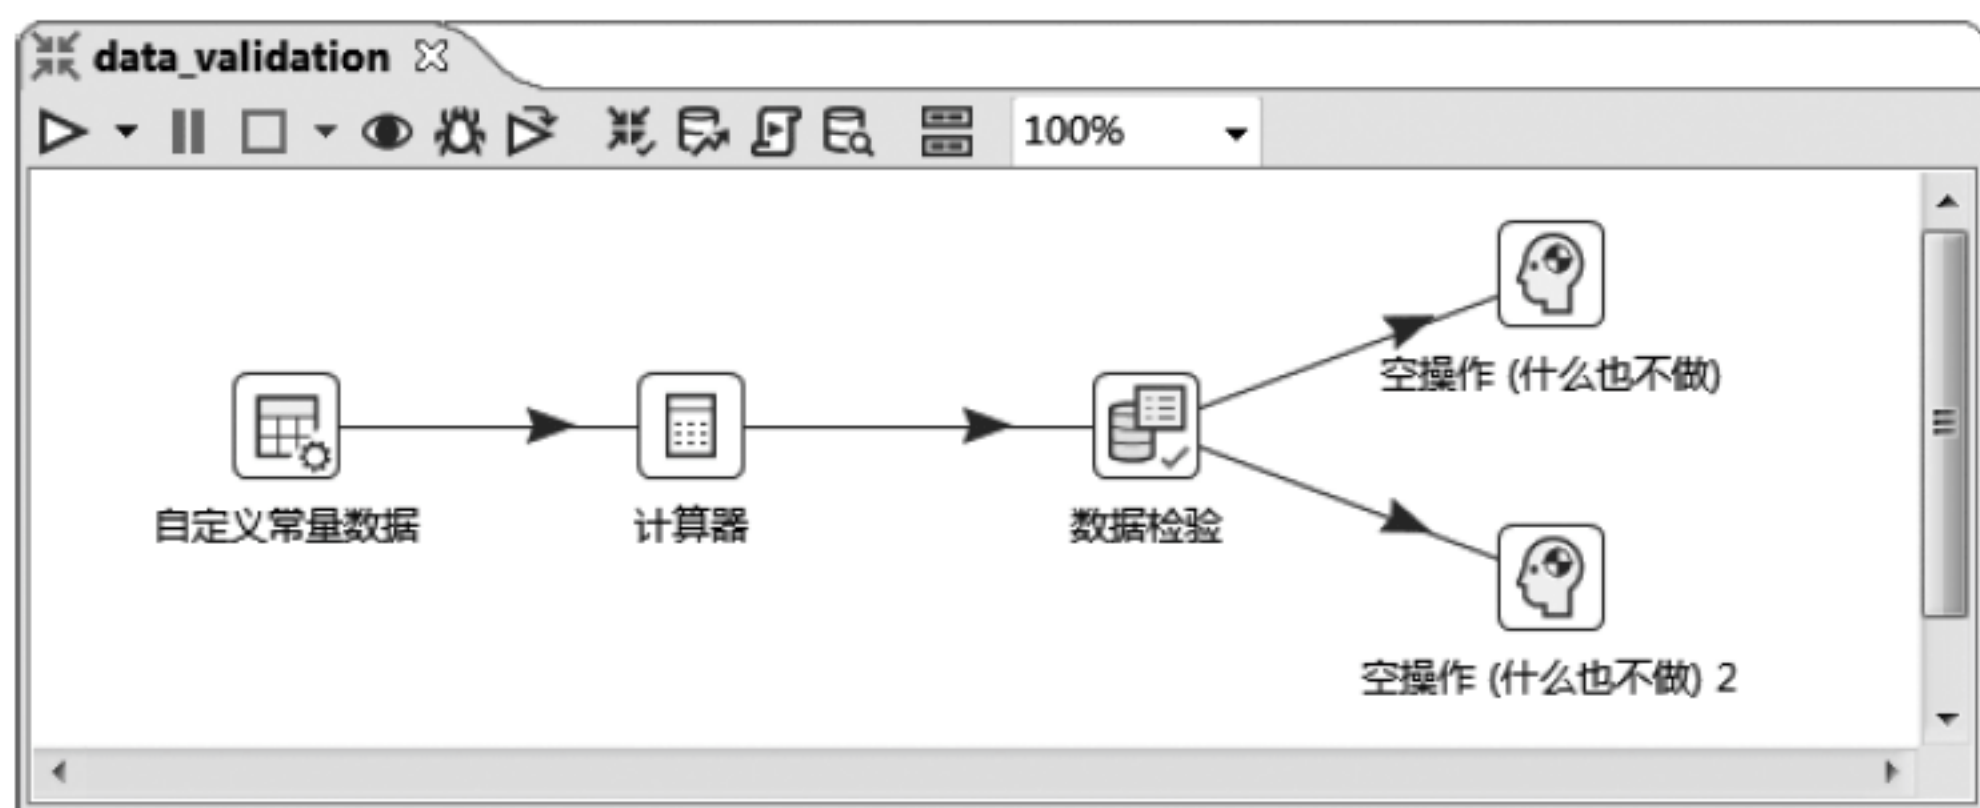 data_validation
100%
空操作 (什么也不做)
自定义常量数据
计算器
数据检验
空操作 (什么也不做) 2